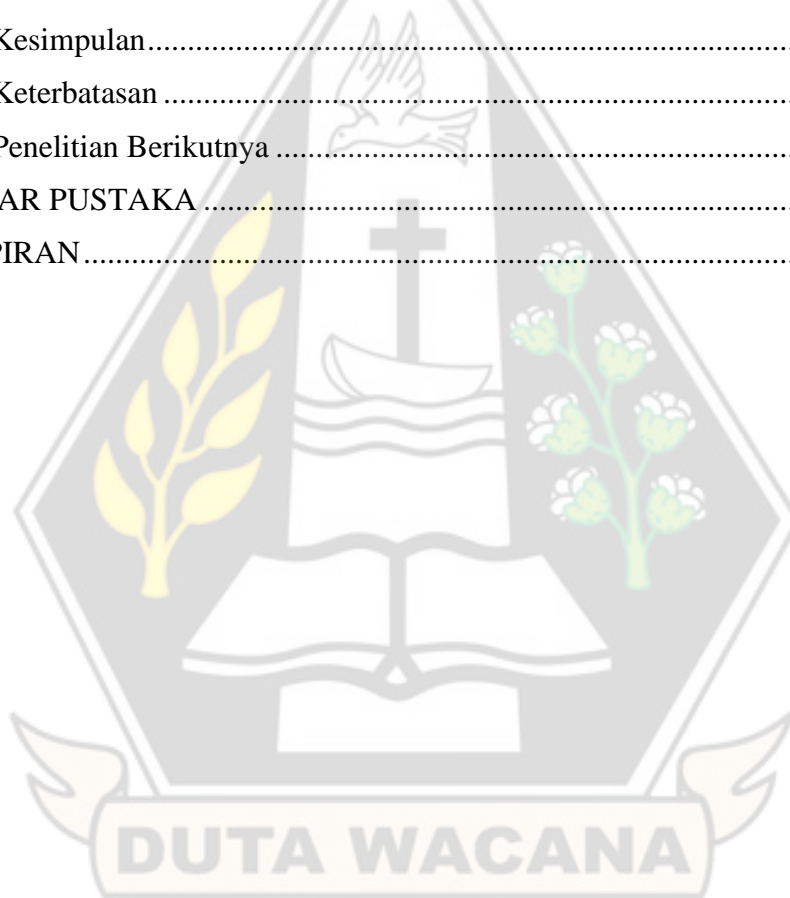 Kesimpulan..................................................................................
Keterbatasan ................................................................................
Penelitian Berikutnya ..................................................................
AR PUSTAKA ...........................................................................
PIRAN..........................................................................................
DUTA WACANA